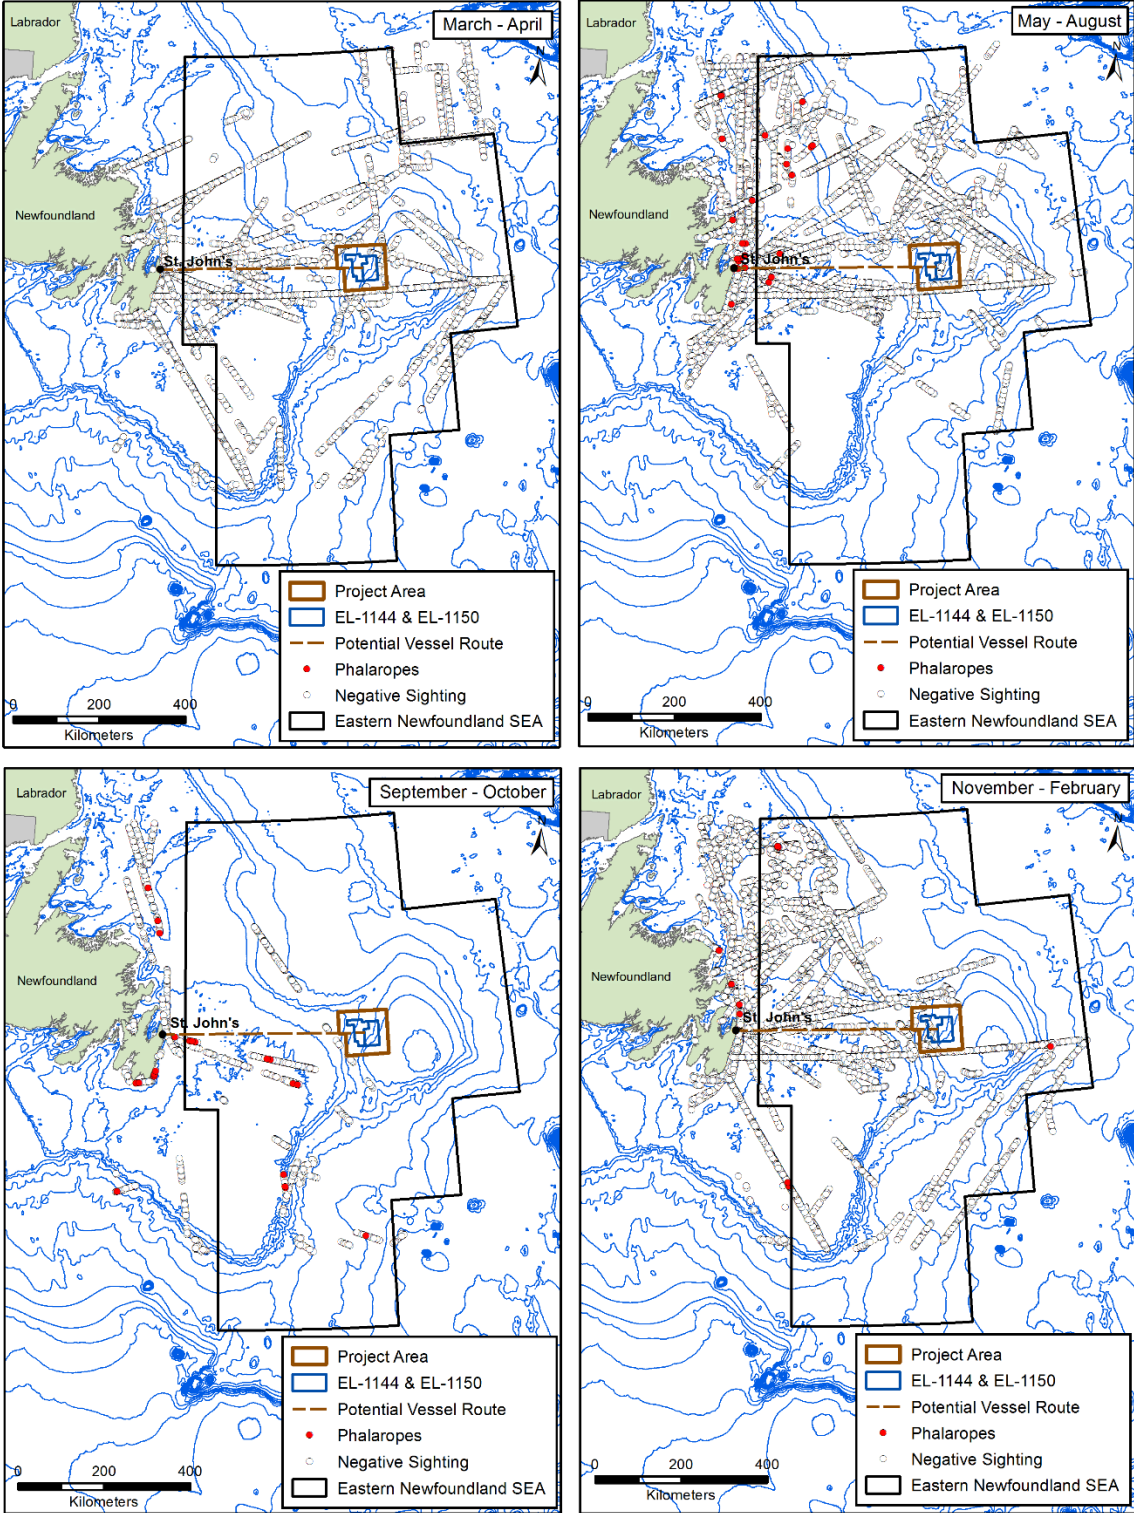 Labrador
March - April
N
Newfoundland
St. John's
Project Area
EL-1144 & EL-1150
Potential Vessel Route
Phalaropes
Negative Sighting
Eastern Newfoundland SEA
0 200 400
Kilometers
Labrador
May - August
N
Newfoundland
St. John's
Project Area
EL-1144 & EL-1150
Potential Vessel Route
Phalaropes
Negative Sighting
Eastern Newfoundland SEA
0 200 400
Kilometers
Labrador
September - October
N
Newfoundland
St. John's
Project Area
EL-1144 & EL-1150
Potential Vessel Route
Phalaropes
Negative Sighting
Eastern Newfoundland SEA
0 200 400
Kilometers
Labrador
November - February
N
Newfoundland
St. John's
Project Area
EL-1144 & EL-1150
Potential Vessel Route
Phalaropes
Negative Sighting
Eastern Newfoundland SEA
0 200 400
Kilometers